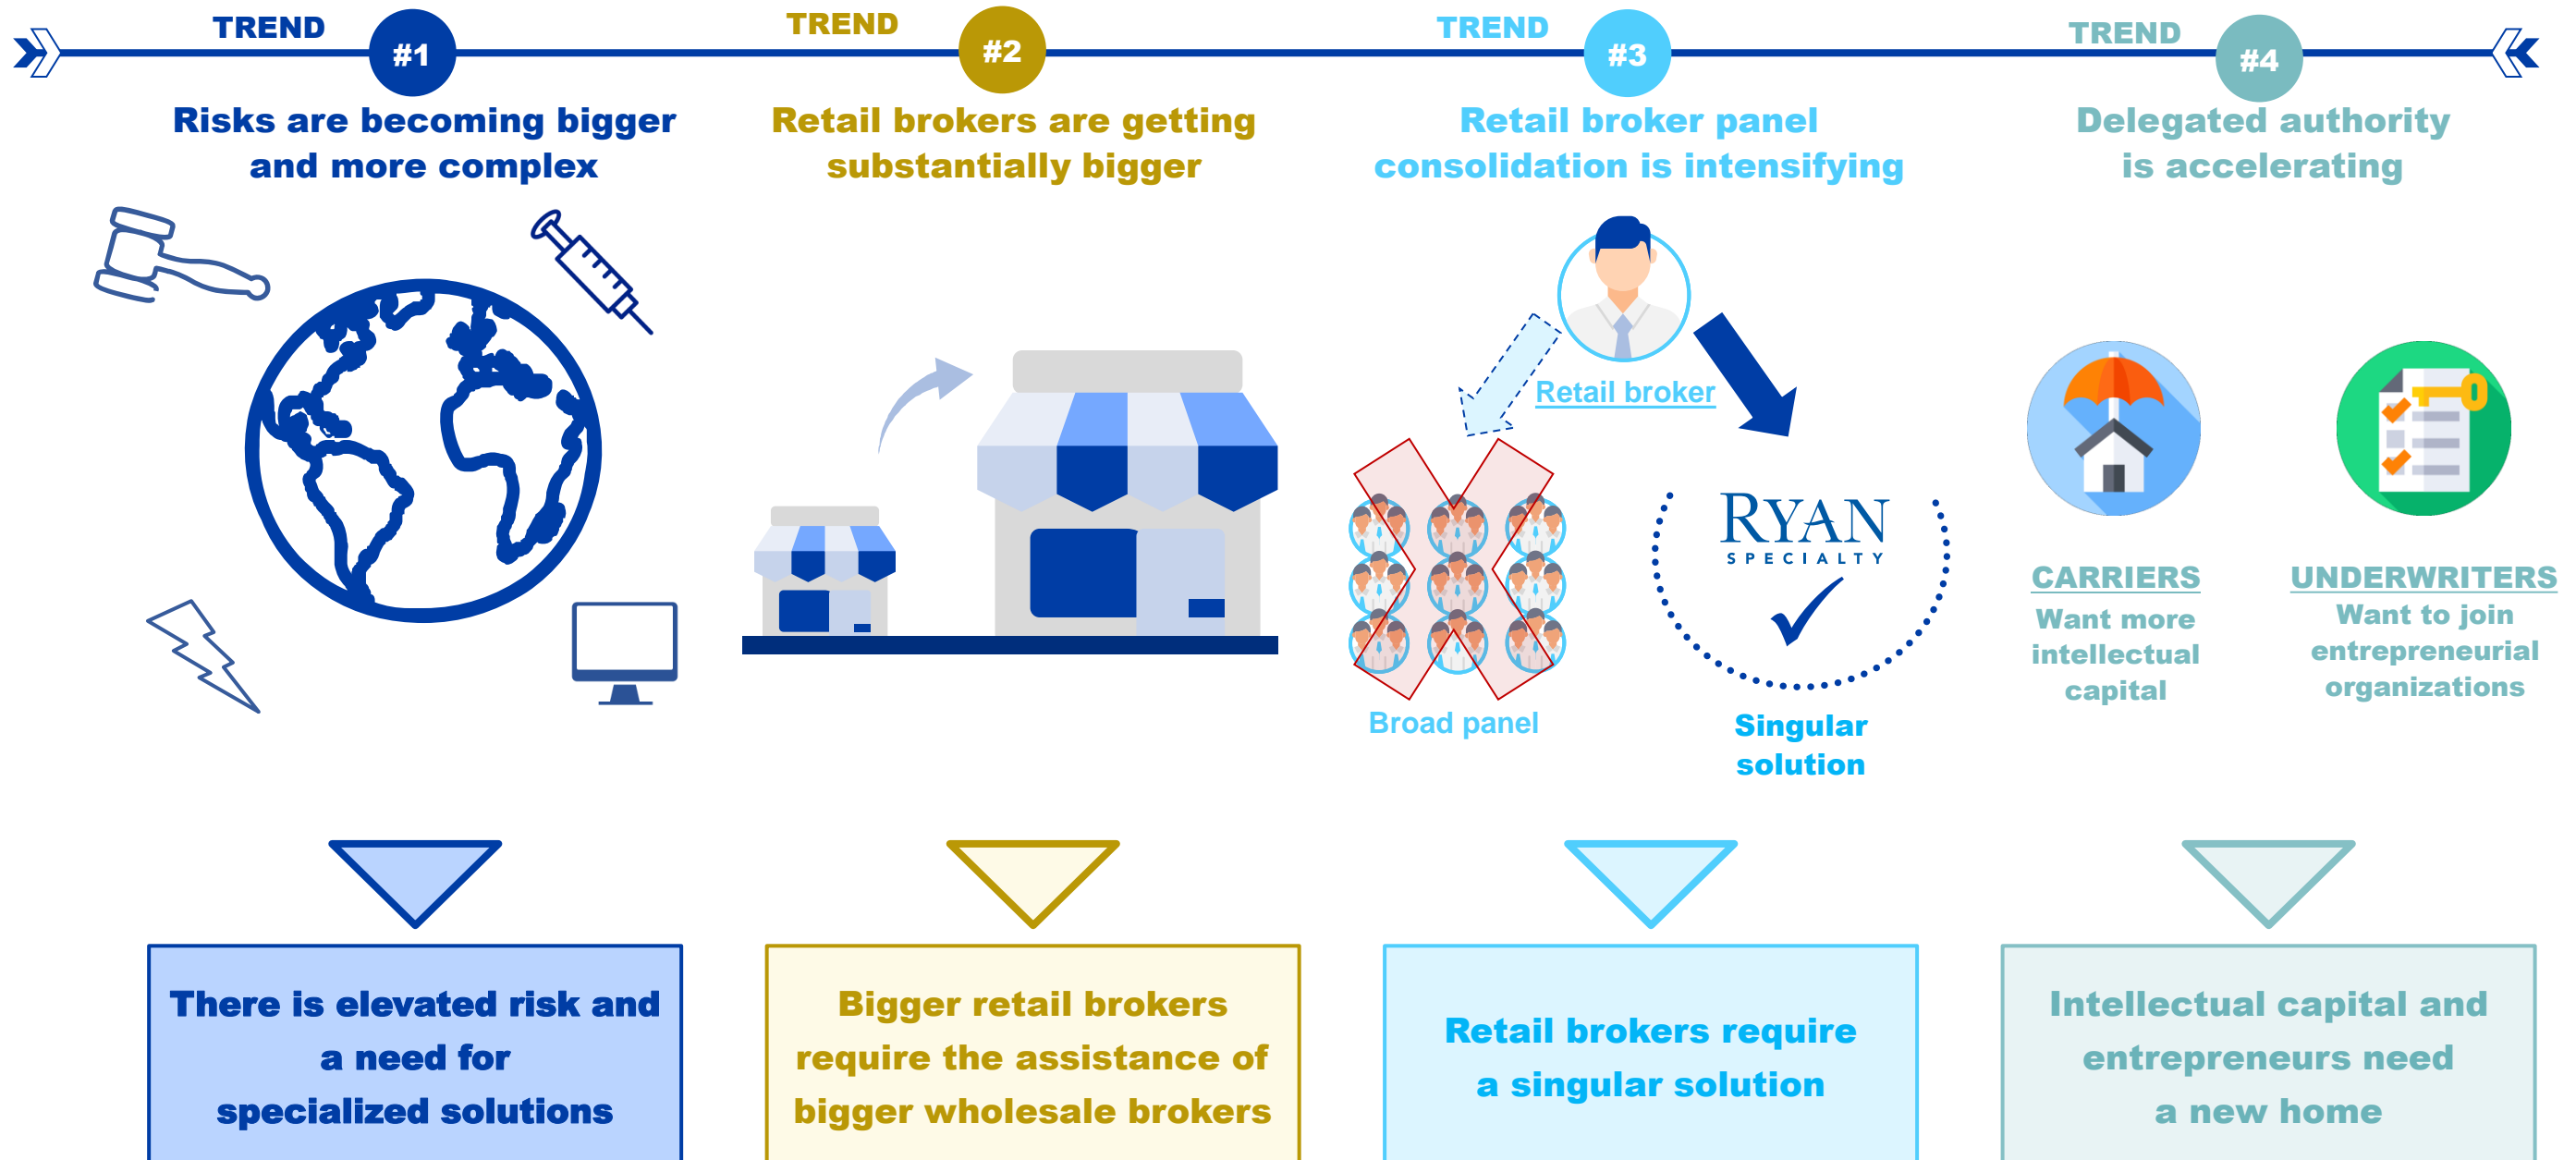 TREND
#1
Risks are becoming bigger
and more complex
There is elevated risk and
a need for
specialized solutions
TREND
#2
Retail brokers are getting
substantially bigger
Bigger retail brokers
require the assistance of
bigger wholesale brokers
TREND
#3
Retail broker panel
consolidation is intensifying
Retail broker
RYAN
SPECIALTY
Broad panel
Singular
solution
Retail brokers require
a singular solution
TREND
#4
Delegated authority
is accelerating
CARRIERS
Want more
intellectual
capital
UNDERWRITERS
Want to join
entrepreneurial
organizations
Intellectual capital and
entrepreneurs need
a new home